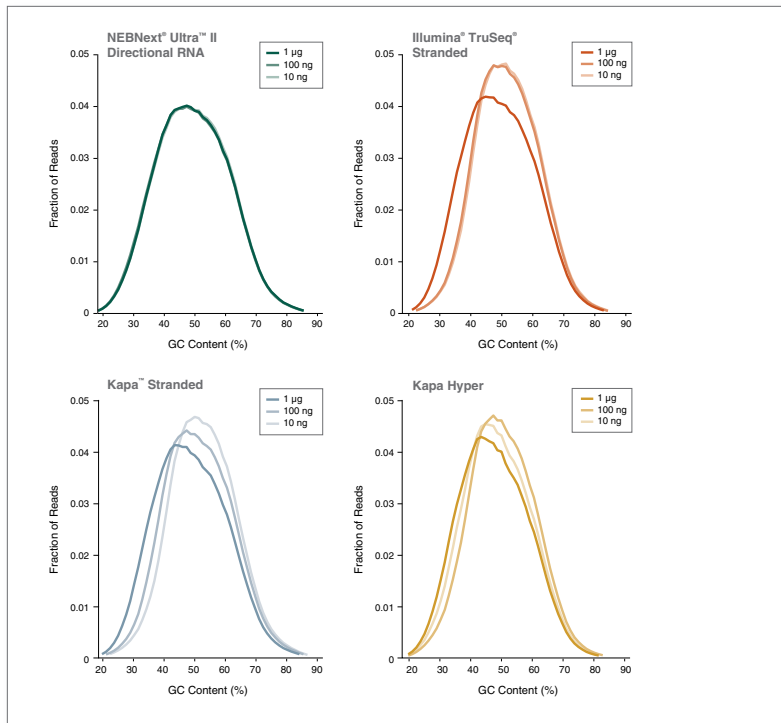 NEBNext® Ultra™ II
Directional RNA
1 µg
100 ng
10 ng
0.05
0.04
0.03
0.02
0.01
0
Fraction of Reads
20 30 40 50 60 70 80 90
GC Content (%)
Illumina® TruSeq®
Stranded
1 µg
100 ng
10 ng
0.05
0.04
0.03
0.02
0.01
0
Fraction of Reads
20 30 40 50 60 70 80 90
GC Content (%)
Kapa™ Stranded
1 µg
100 ng
10 ng
0.05
0.04
0.03
0.02
0.01
0
Fraction of Reads
20 30 40 50 60 70 80 90
GC Content (%)
Kapa Hyper
1 µg
100 ng
10 ng
0.05
0.04
0.03
0.02
0.01
0
Fraction of Reads
20 30 40 50 60 70 80 90
GC Content (%)